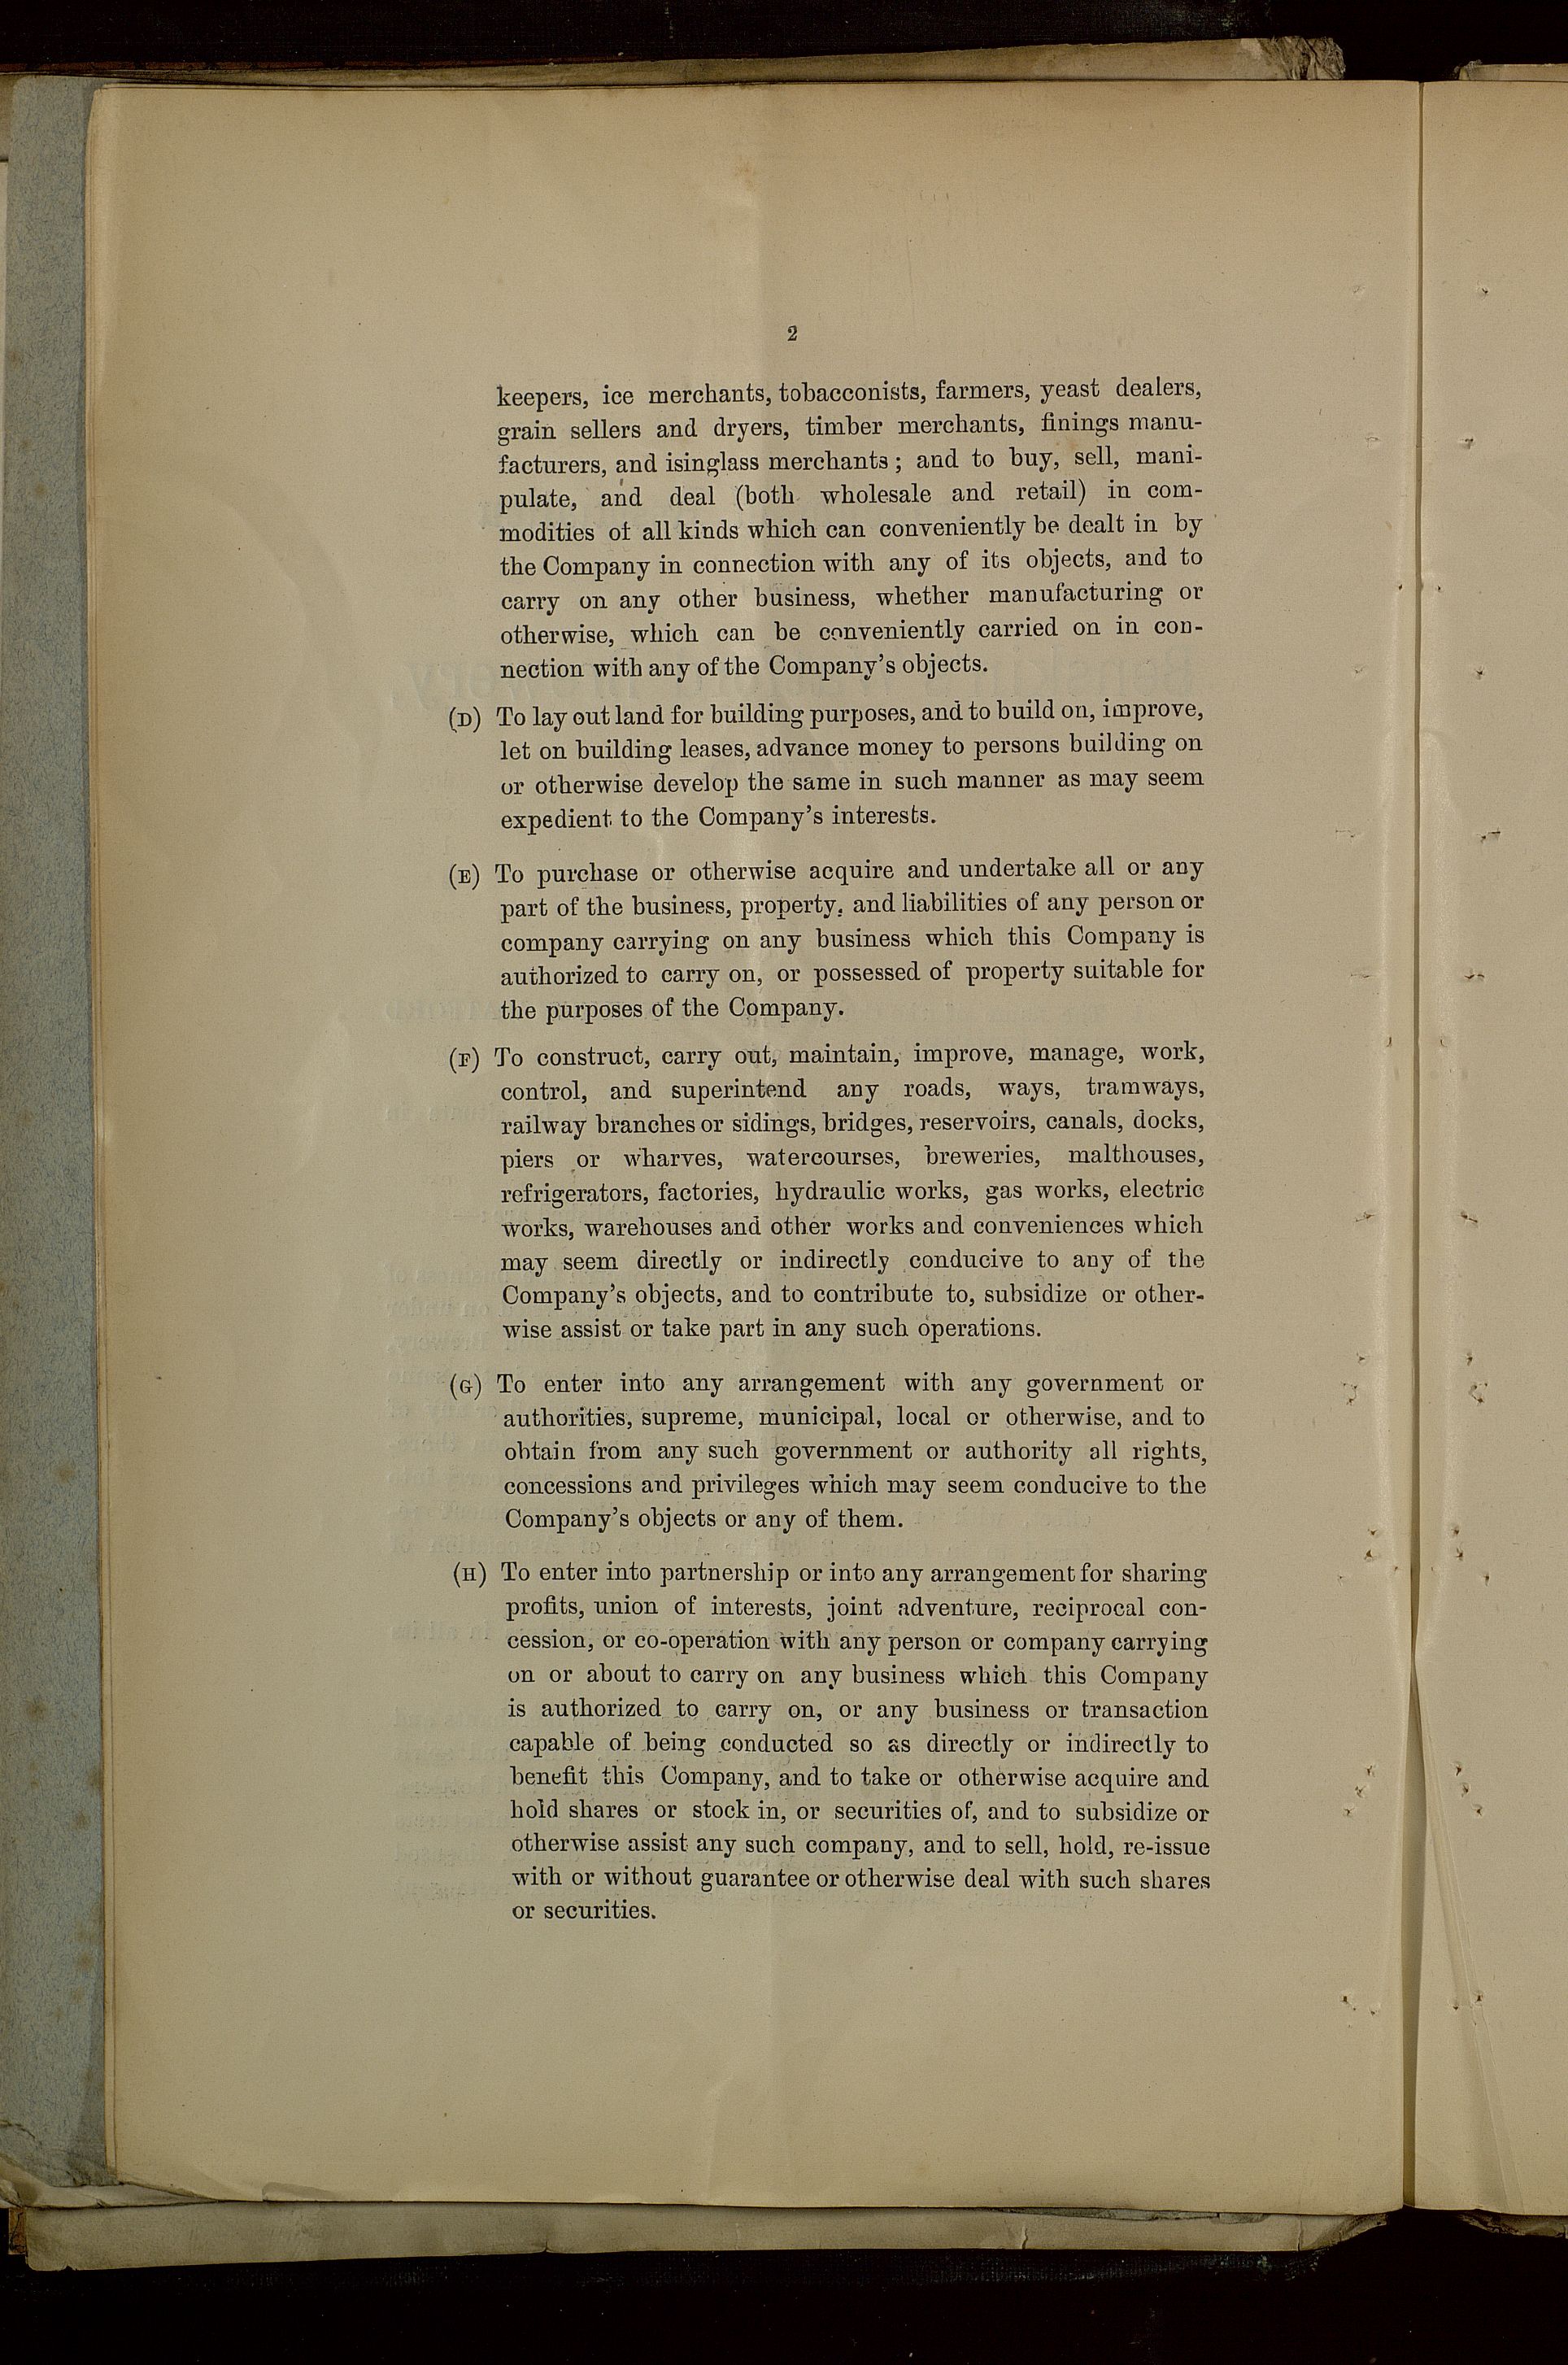 2
keepers, ice merchants, tobacconists, farmers, yeast dealers,
grain sellers and dryers, timber merchants, finings manu-
facturers, and isinglass merchants; and to buy, sell, mani-
pulate, and deal (both wholesale and retail) in com-
modities of all kinds which can conveniently be dealt in by
the Company in connection with any of its objects, and to
carry on any other business, whether manufacturing or
otherwise, which can be conveniently carried on in con-
nection with any of the Company's objects.
(D) To lay out land for building purposes, and to build on, improve,
let on building leases, advance money to persons building on
or otherwise develop the same in such manner as may seem
expedient to the Company's interests.
(E) To purchase or otherwise acquire and undertake all or any
part of the business, property, and liabilities of any person or
company carrying on any business which this Company is
authorized to carry on, or possessed of property suitable for
the purposes of the Company.
(F) To construct, carry out, maintain, improve, manage, work,
control, and superintend any roads, ways, tramways,
railway branches or sidings, bridges, reservoirs, canals, docks,
piers or wharves, watercourses, breweries, malthouses,
refrigerators, factories, hydraulic works, gas works, electric
works, warehouses and other works and conveniences which
may seem directly or indirectly conducive to any of the
Company's objects, and to contribute to, subsidize or other-
wise assist or take part in any such operations.
(G) To enter into any arrangement with any government or
authorities, supreme, municipal, local or otherwise, and to
obtain from any such government or authority all rights,
concessions and privileges which may seem conducive to the
Company's objects or any of them.
(H) To enter into partnership or into any arrangement for sharing
profits, union of interests, joint adventure, reciprocal con-
cession, or co-operation with any person or company carrying
on or about to carry on any business which this Company
is authorized to carry on, or any business or transaction
capable of being conducted so as directly or indirectly to
benefit this Company, and to take or otherwise acquire and
hold shares or stock in, or securities of, and to subsidize or
otherwise assist any such company, and to sell, hold, re-issue
with or without guarantee or otherwise deal with such shares
or securities.